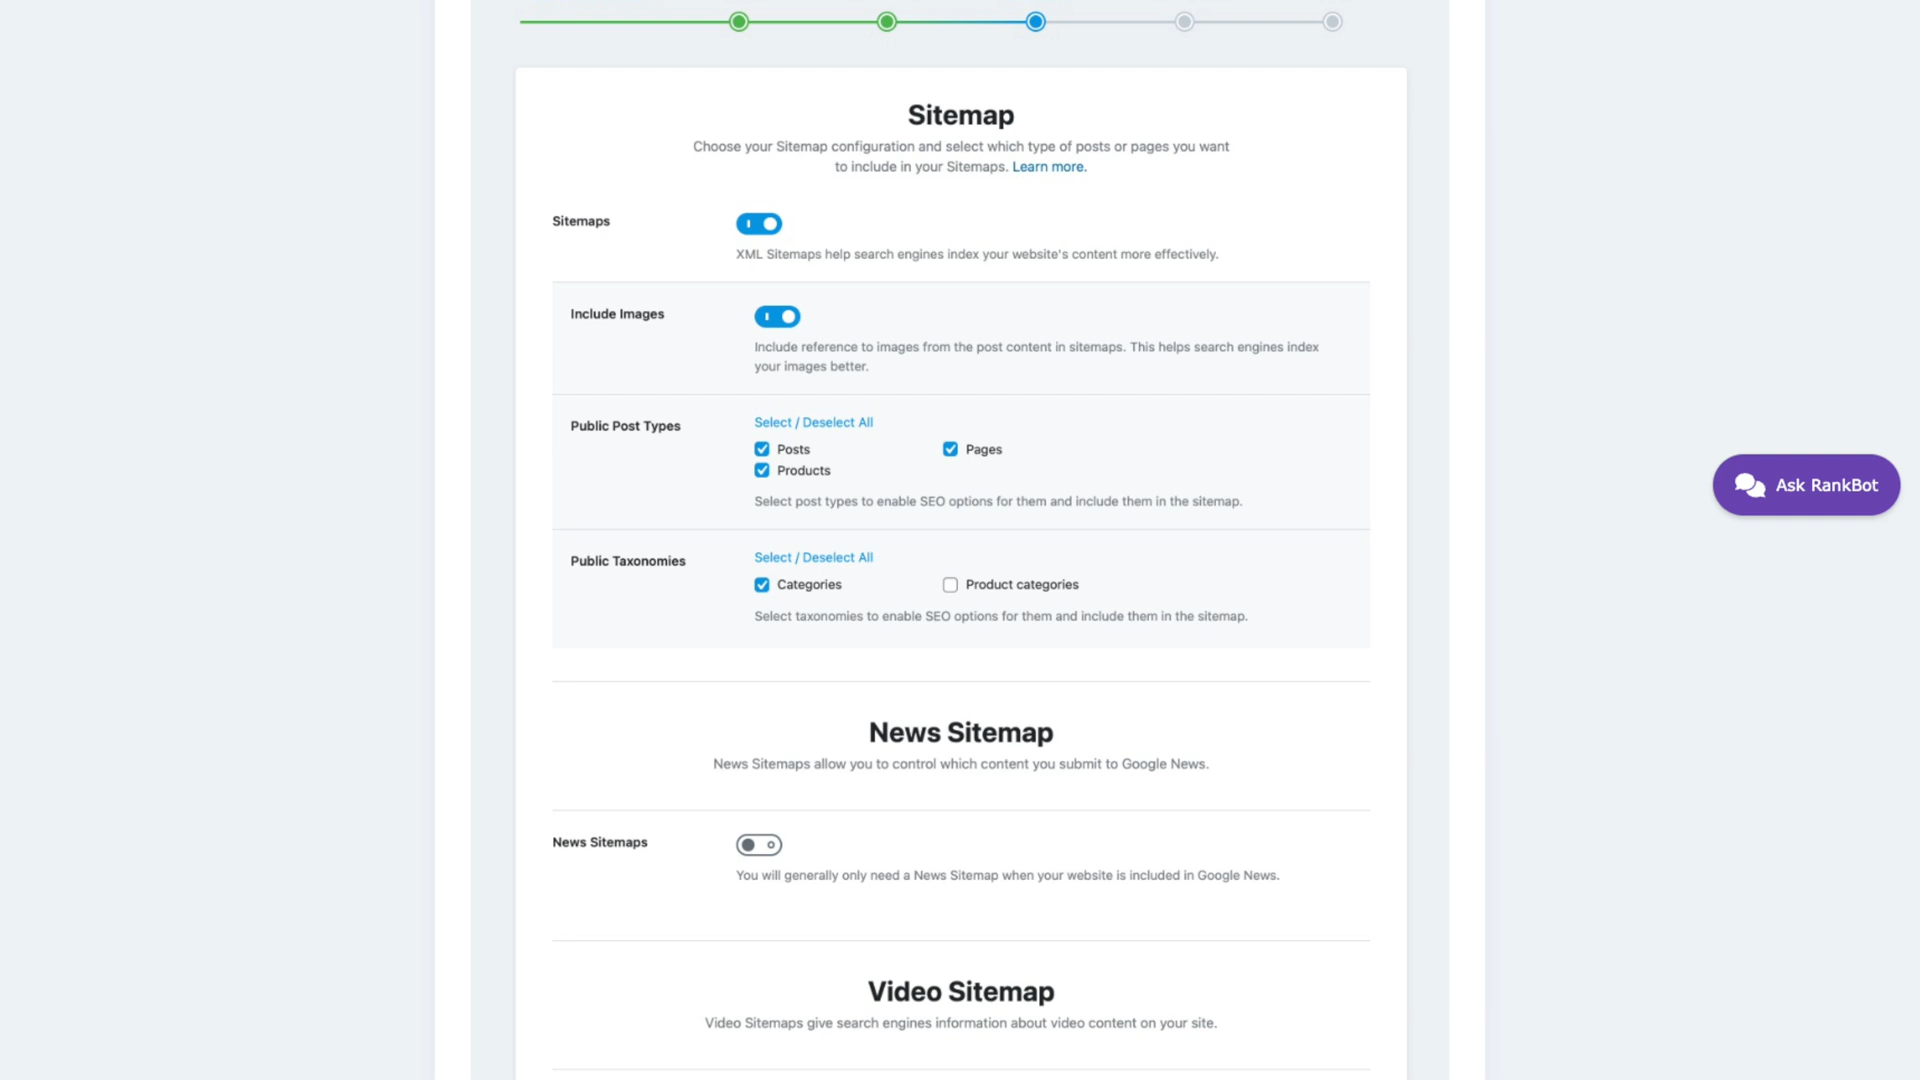 Sitemap
Choose your Sitemap configuration and select which type of posts or pages you want
to include in your Sitemaps. Learn more.
Sitemaps
XML Sitemaps help search engines index your website's content more effectively.
Include Images
Include reference to images from the post content in sitemaps. This helps search engines index
your images better.
Public Post Types
Select / Deselect All
Posts
Pages
Products
Select post types to enable SEO options for them and include them in the sitemap.
Public Taxonomies
Select / Deselect All
Categories
Product categories
Select taxonomies to enable SEO options for them and include them in the sitemap.
News Sitemap
News Sitemaps allow you to control which content you submit to Google News.
News Sitemaps
You will generally only need a News Sitemap when your website is included in Google News.
Video Sitemap
Video Sitemaps give search engines information about video content on your site.
Ask RankBot